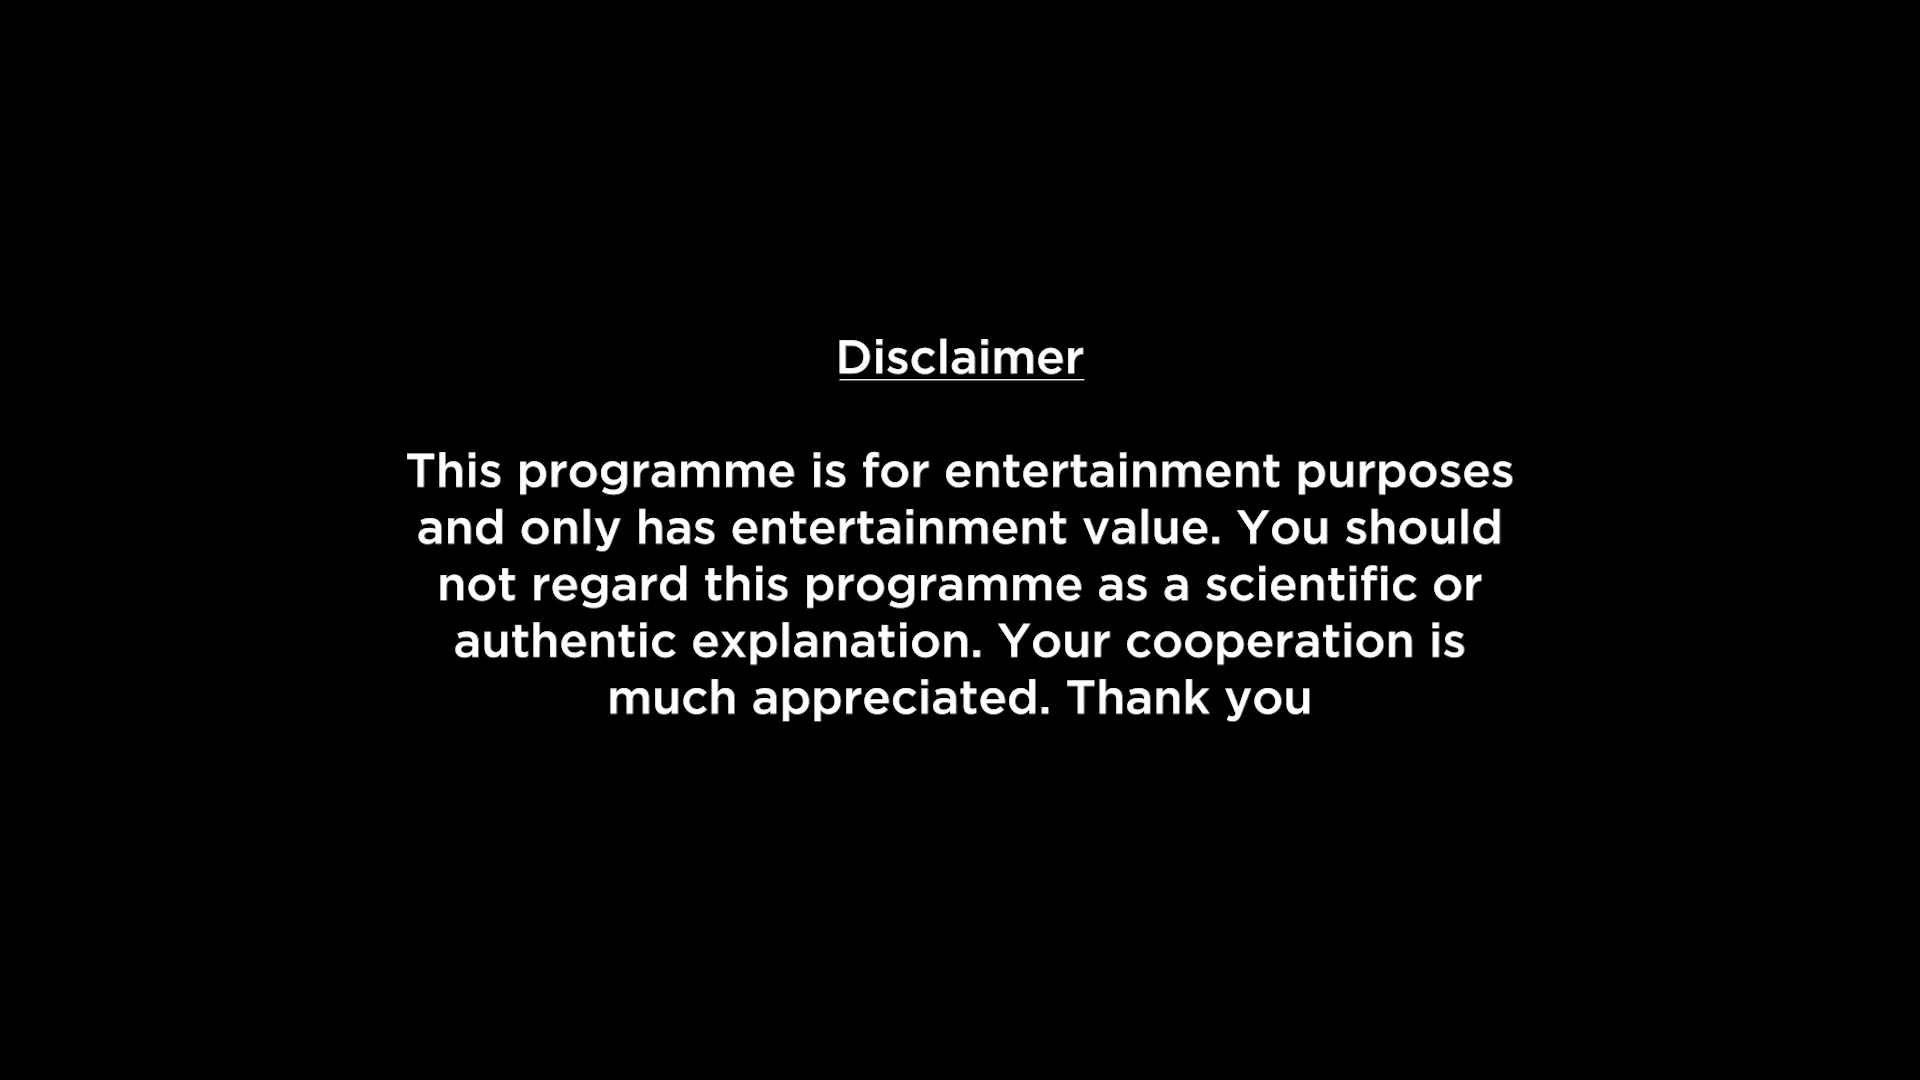 Disclaimer
This programme is for entertainment purposes
and only has entertainment value. You should
not regard this programme as a scientific or
authentic explanation. Your cooperation is
much appreciated. Thank you